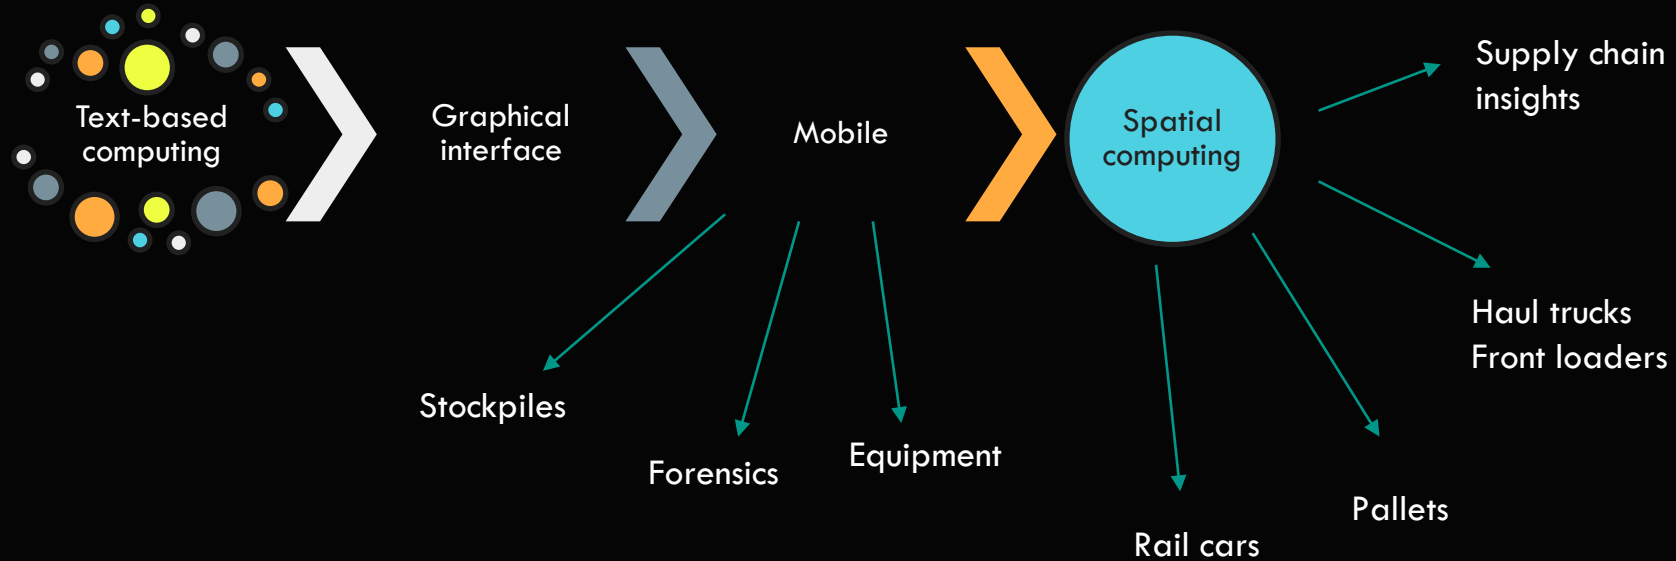 Text-based
computing
Graphical
interface
Mobile
Spatial
computing
Supply chain
insights
Haul trucks
Front loaders
Stockpiles
Forensics
Equipment
Pallets
Rail cars